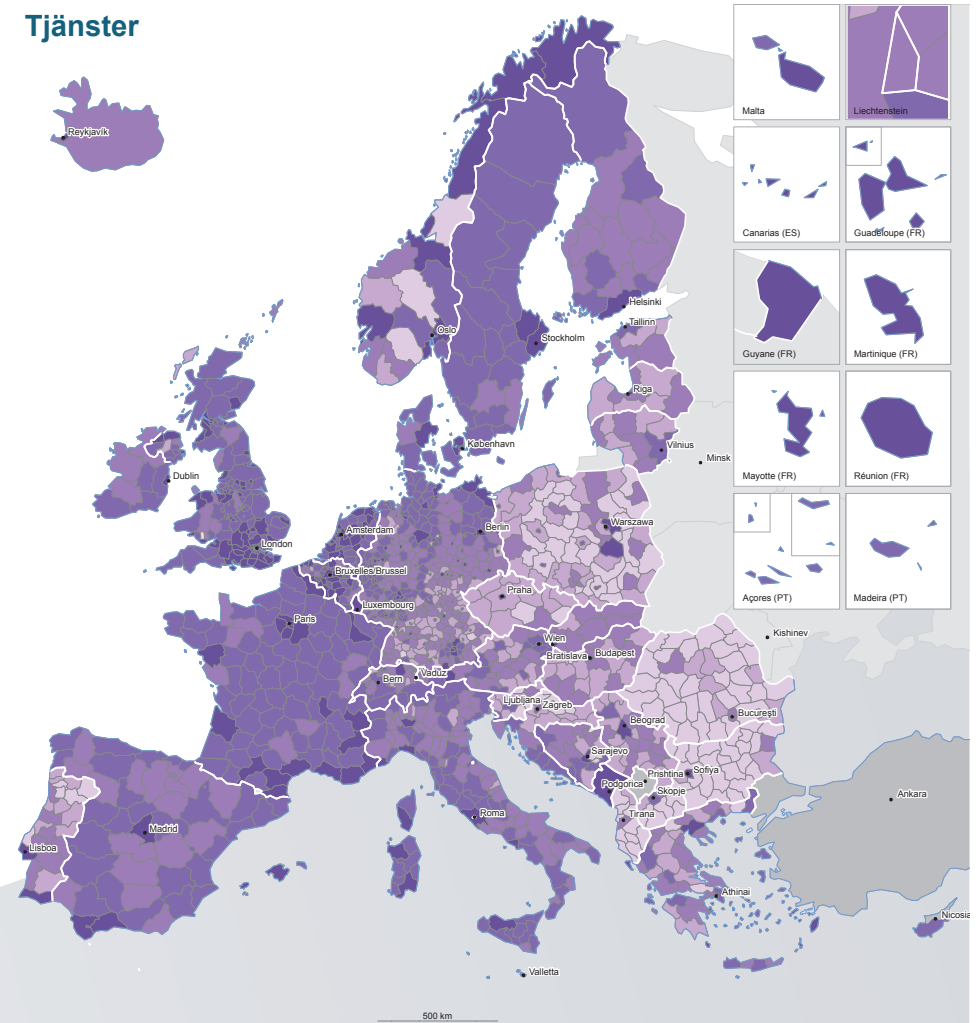 Tjänster
Malta
Liechtenstein
Canarias (ES)
Guadeloupe (FR)
Guyane (FR)
Martinique (FR)
Mayotte (FR)
Réunion (FR)
Açores (PT)
Madeira (PT)
Reykjavík
Helsinki
Oslo
Tallinn
Stockholm
Riga
København
Vilnius
Minsk
Dublin
Warszawa
Amsterdam
Berlin
London
Bruxelles/Brussel
Praha
Luxembourg
Paris
Kishinev
Wien
Bratislava
Budapest
Vaduz
Bern
Ljubljana
Zagreb
Bucureşti
Beograd
Sarajevo
Prishtina
Sofiya
Podgorica
Skopje
Ankara
Tirana
Roma
Madrid
Lisboa
Athinai
Nicosia
Valletta
500 km